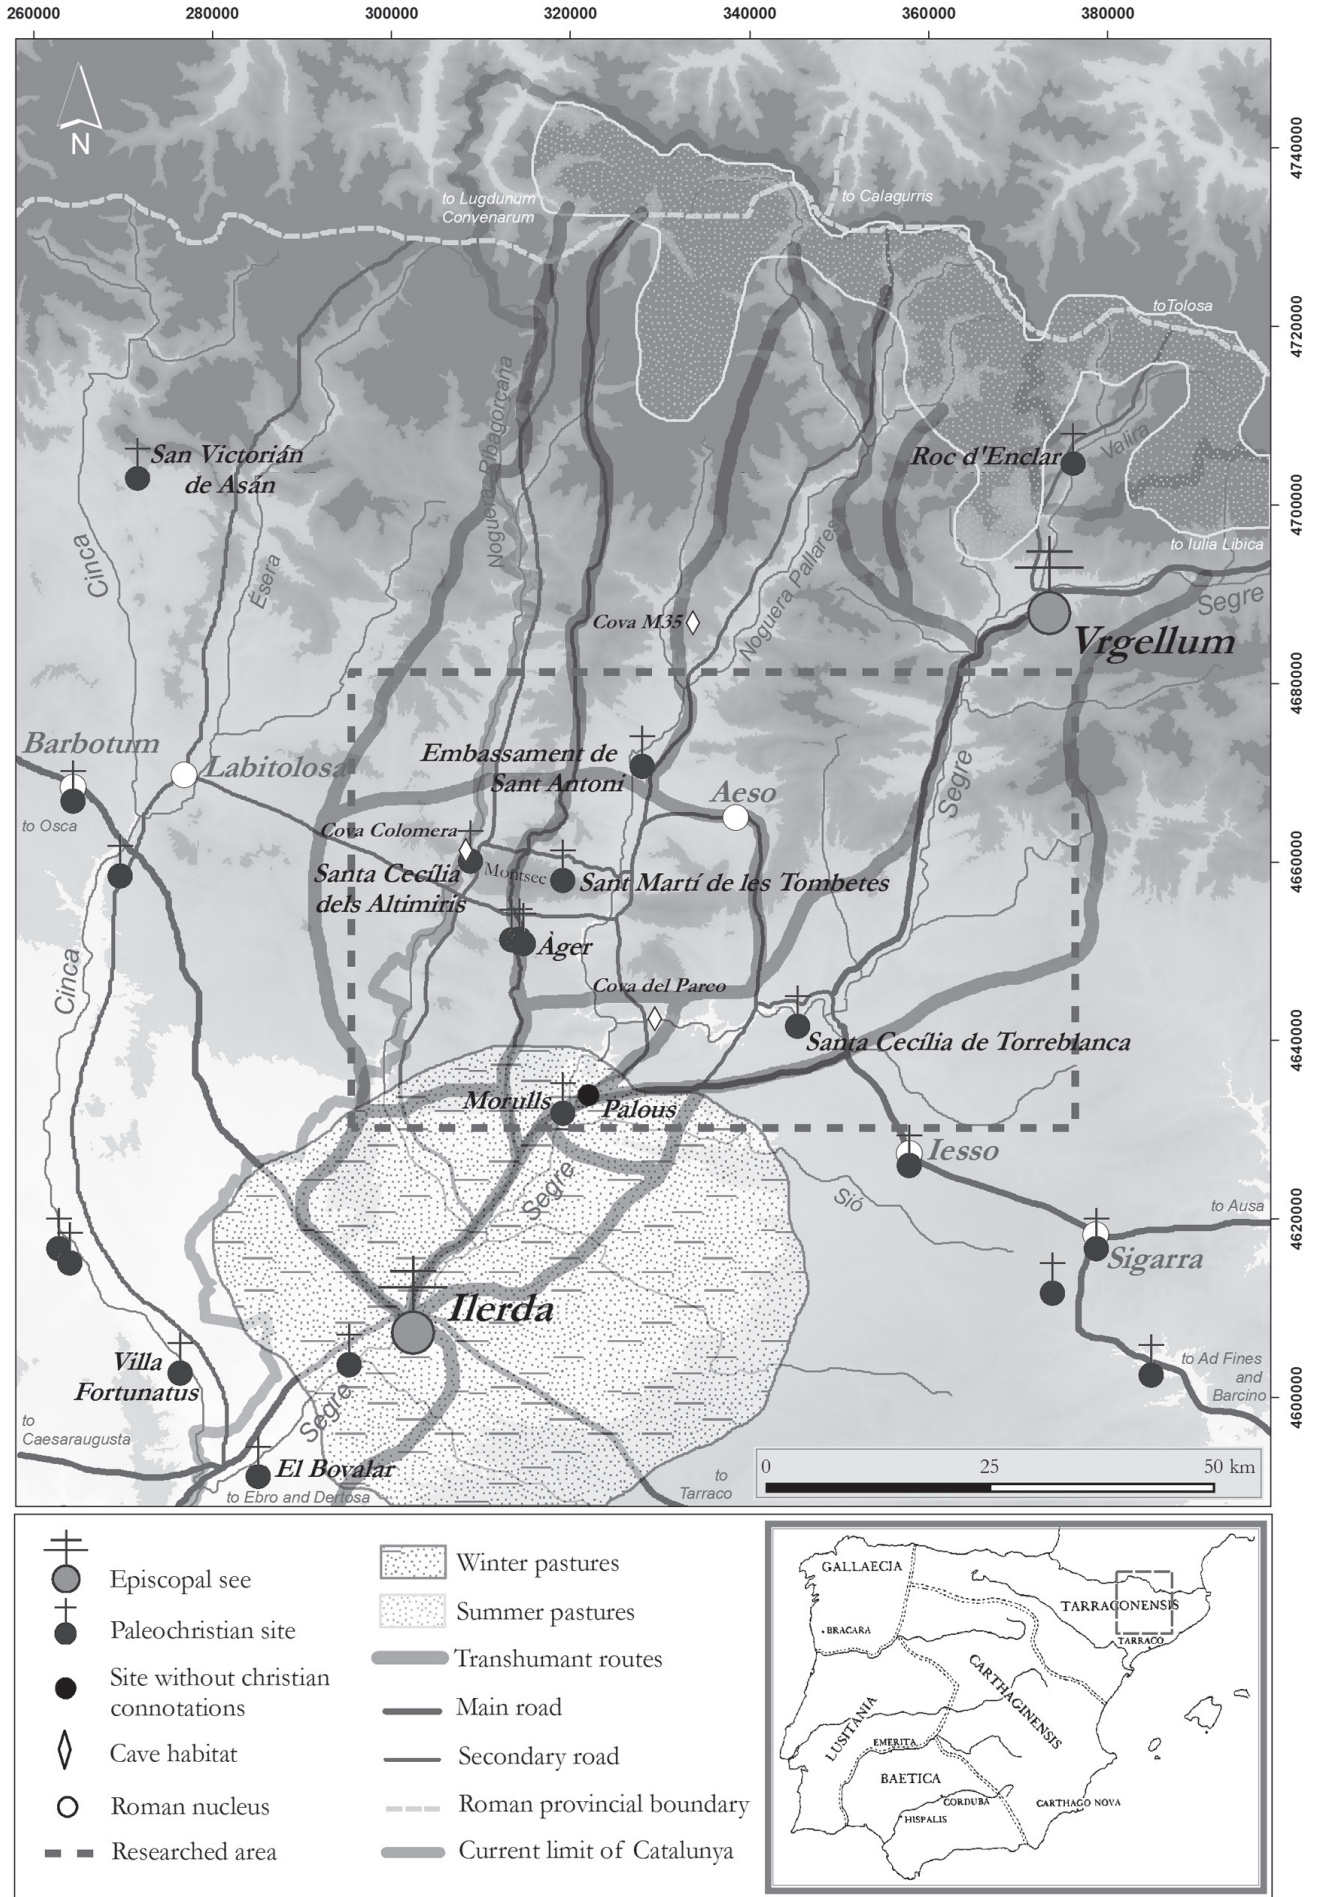 260000 280000 300000 320000 340000 360000 380000
4740000
4720000
4700000
4680000
4660000
4640000
4620000
4600000
N
to Lugdunum
Convenarum
to Calagurris
toTolosa
to Iulia Libica
San Victorián
de Asán
Cinca
Ésera
Noguera Ribagorçana
Noguera Pallaresa
Roc d'Enclar
Valira
Segre
Vrgellum
Cova M35
Barbotum
Labitolosa
to Osca
Embassament de
Sant Antoni
Aeso
Segre
Cova Colomera
Santa Cecília
dels Altimiris
Montsec
Sant Martí de les Tombetes
Àger
Cinca
Cova del Parco
Santa Cecília de Torreblanca
Morulls
Palous
Iesso
Segre
Sió
to Ausa
Sigarra
Ilerda
Villa
Fortunatus
Segre
to Ad Fines
and
Barcino
to
Caesaraugusta
El Bovalar
to Ebro and Dertosa
to
Tarraco
0 25 50 km
Episcopal see
Paleochristian site
Site without christian
connotations
Cave habitat
Roman nucleus
Researched area
Winter pastures
Summer pastures
Transhumant routes
Main road
Secondary road
Roman provincial boundary
Current limit of Catalunya
GALLAECIA
BRACARA
TARRACONENSIS
TARRACO
CARTHAGINENSIS
LUSITANIA
EMERITA
BAETICA
CORDUBA
HISPALIS
CARTHAGO NOVA